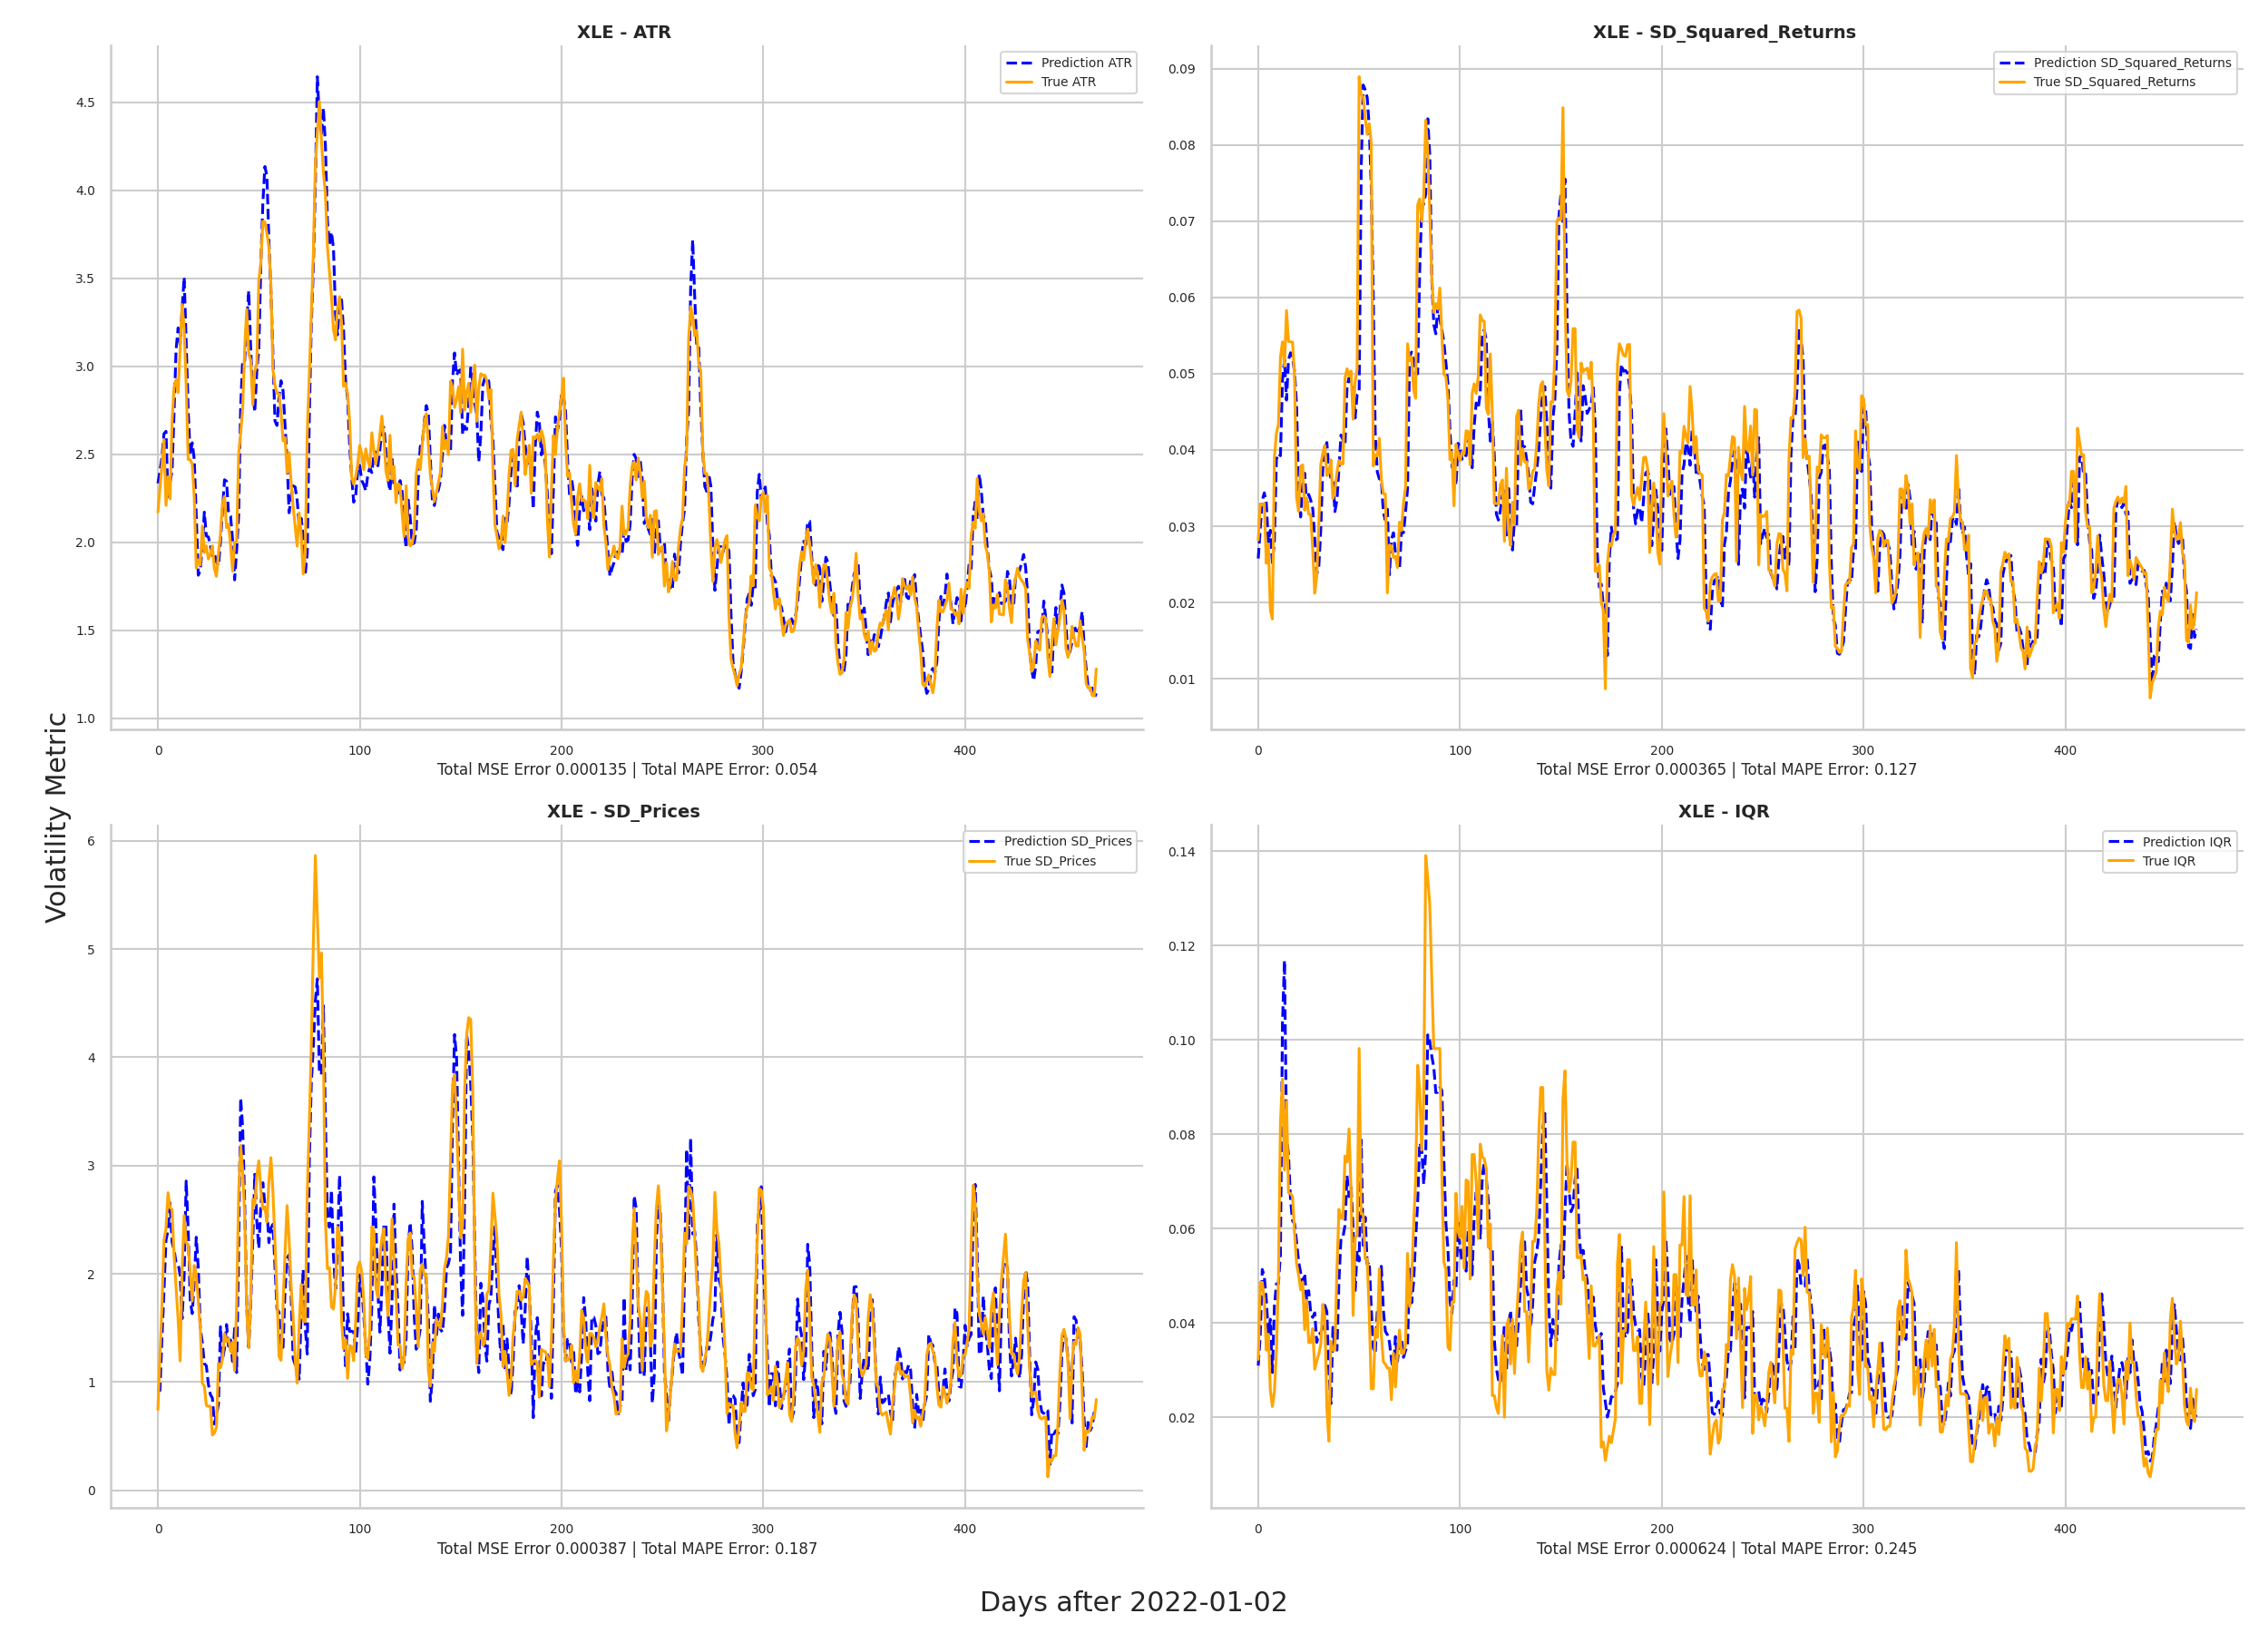 XLE - ATR
Prediction ATR
True ATR
4.5
4.0
3.5
3.0
2.5
2.0
1.5
1.0
0 100 200 300 400
Total MSE Error 0.000135 | Total MAPE Error: 0.054
XLE - SD_Squared_Returns
Prediction SD_Squared_Returns
True SD_Squared_Returns
0.09
0.08
0.07
0.06
0.05
0.04
0.03
0.02
0.01
0 100 200 300 400
Total MSE Error 0.000365 | Total MAPE Error: 0.127
Volatility Metric
XLE - SD_Prices
Prediction SD_Prices
True SD_Prices
6
5
4
3
2
1
0
0 100 200 300 400
Total MSE Error 0.000387 | Total MAPE Error: 0.187
XLE - IQR
Prediction IQR
True IQR
0.14
0.12
0.10
0.08
0.06
0.04
0.02
0 100 200 300 400
Total MSE Error 0.000624 | Total MAPE Error: 0.245
Days after 2022-01-02